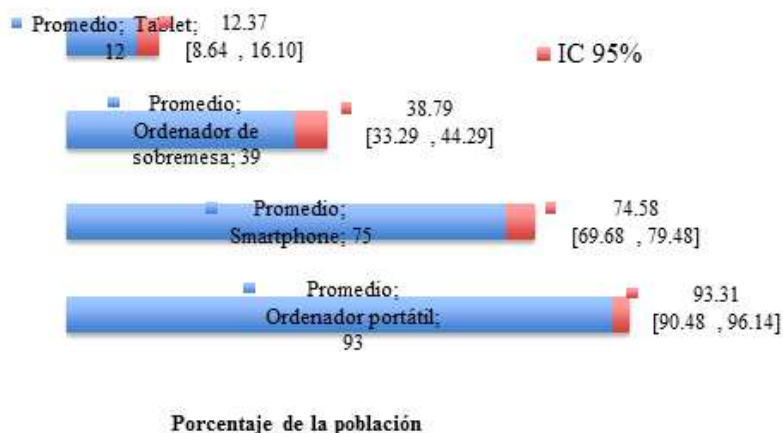 Promedio; Tablet;
12
12.37
[8.64 , 16.10]
IC 95%
Promedio;
Ordenador de
sobremesa; 39
38.79
[33.29 , 44.29]
Promedio;
Smartphone; 75
74.58
[69.68 , 79.48]
Promedio;
Ordenador portátil;
93
93.31
[90.48 , 96.14]
Porcentaje de la población